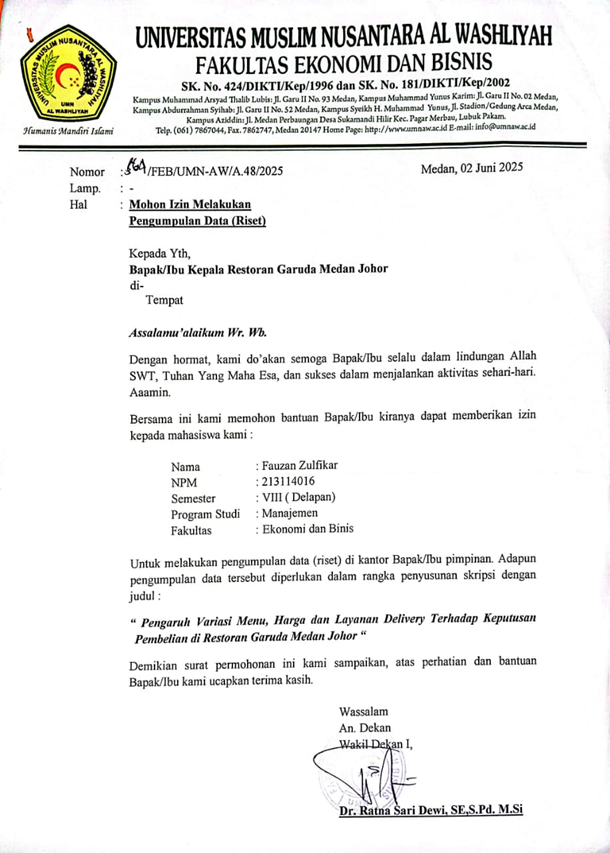 UNIVERSITAS MUSLIM NUSANTARA AL WASHLIYAH
FAKULTAS EKONOMI DAN BISNIS
SK. No. 424/DIKTI/Kep/1996 dan SK. No. 181/DIKTI/Kep/2002
Kampus Muhammad Arsyad Thalib Lubis: Jl. Garu II No. 93 Medan, Kampus Muhammad Yunus Karim: Jl. Garu II No. 02 Medan,
Kampus Abdurrahman Syihab: Jl. Garu II No. 52 Medan, Kampus Syeikh H. Muhammad Yunus, Jl. Stadion/Gedung Arca Medan,
Kampus Aziddin: Jl. Medan Perbaungan Desa Sukamandi Hilir Kec. Pagar Merbau, Lubuk Pakam.
Telp. (061) 7867044, Fax. 7862747, Medan 20147 Home Page: http://www.umnaw.ac.id E-mail: info@umnaw.ac.id
UNIVERSITAS MUSLIM NUSANTARA AL WASHLIYAH
UMN
AL WASHLIYAH
Humanis Mandiri Islami
Nomor : /FEB/UMN-AW/A.48/2025 Medan, 02 Juni 2025
Lamp. : -
Hal : Mohon Izin Melakukan
Pengumpulan Data (Riset)
Kepada Yth,
Bapak/Ibu Kepala Restoran Garuda Medan Johor
di-
Tempat
Assalamu'alaikum Wr. Wb.
Dengan hormat, kami do'akan semoga Bapak/Ibu selalu dalam lindungan Allah
SWT, Tuhan Yang Maha Esa, dan sukses dalam menjalankan aktivitas sehari-hari.
Aaamin.
Bersama ini kami memohon bantuan Bapak/Ibu kiranya dapat memberikan izin
kepada mahasiswa kami :
Nama : Fauzan Zulfikar
NPM : 213114016
Semester : VIII ( Delapan)
Program Studi : Manajemen
Fakultas : Ekonomi dan Binis
Untuk melakukan pengumpulan data (riset) di kantor Bapak/Ibu pimpinan. Adapun
pengumpulan data tersebut diperlukan dalam rangka penyusunan skripsi dengan
judul :
“ Pengaruh Variasi Menu, Harga dan Layanan Delivery Terhadap Keputusan
Pembelian di Restoran Garuda Medan Johor “
Demikian surat permohonan ini kami sampaikan, atas perhatian dan bantuan
Bapak/Ibu kami ucapkan terima kasih.
Wassalam
An. Dekan
Wakil Dekan I,
Dr. Ratna Sari Dewi, SE,S.Pd. M.Si